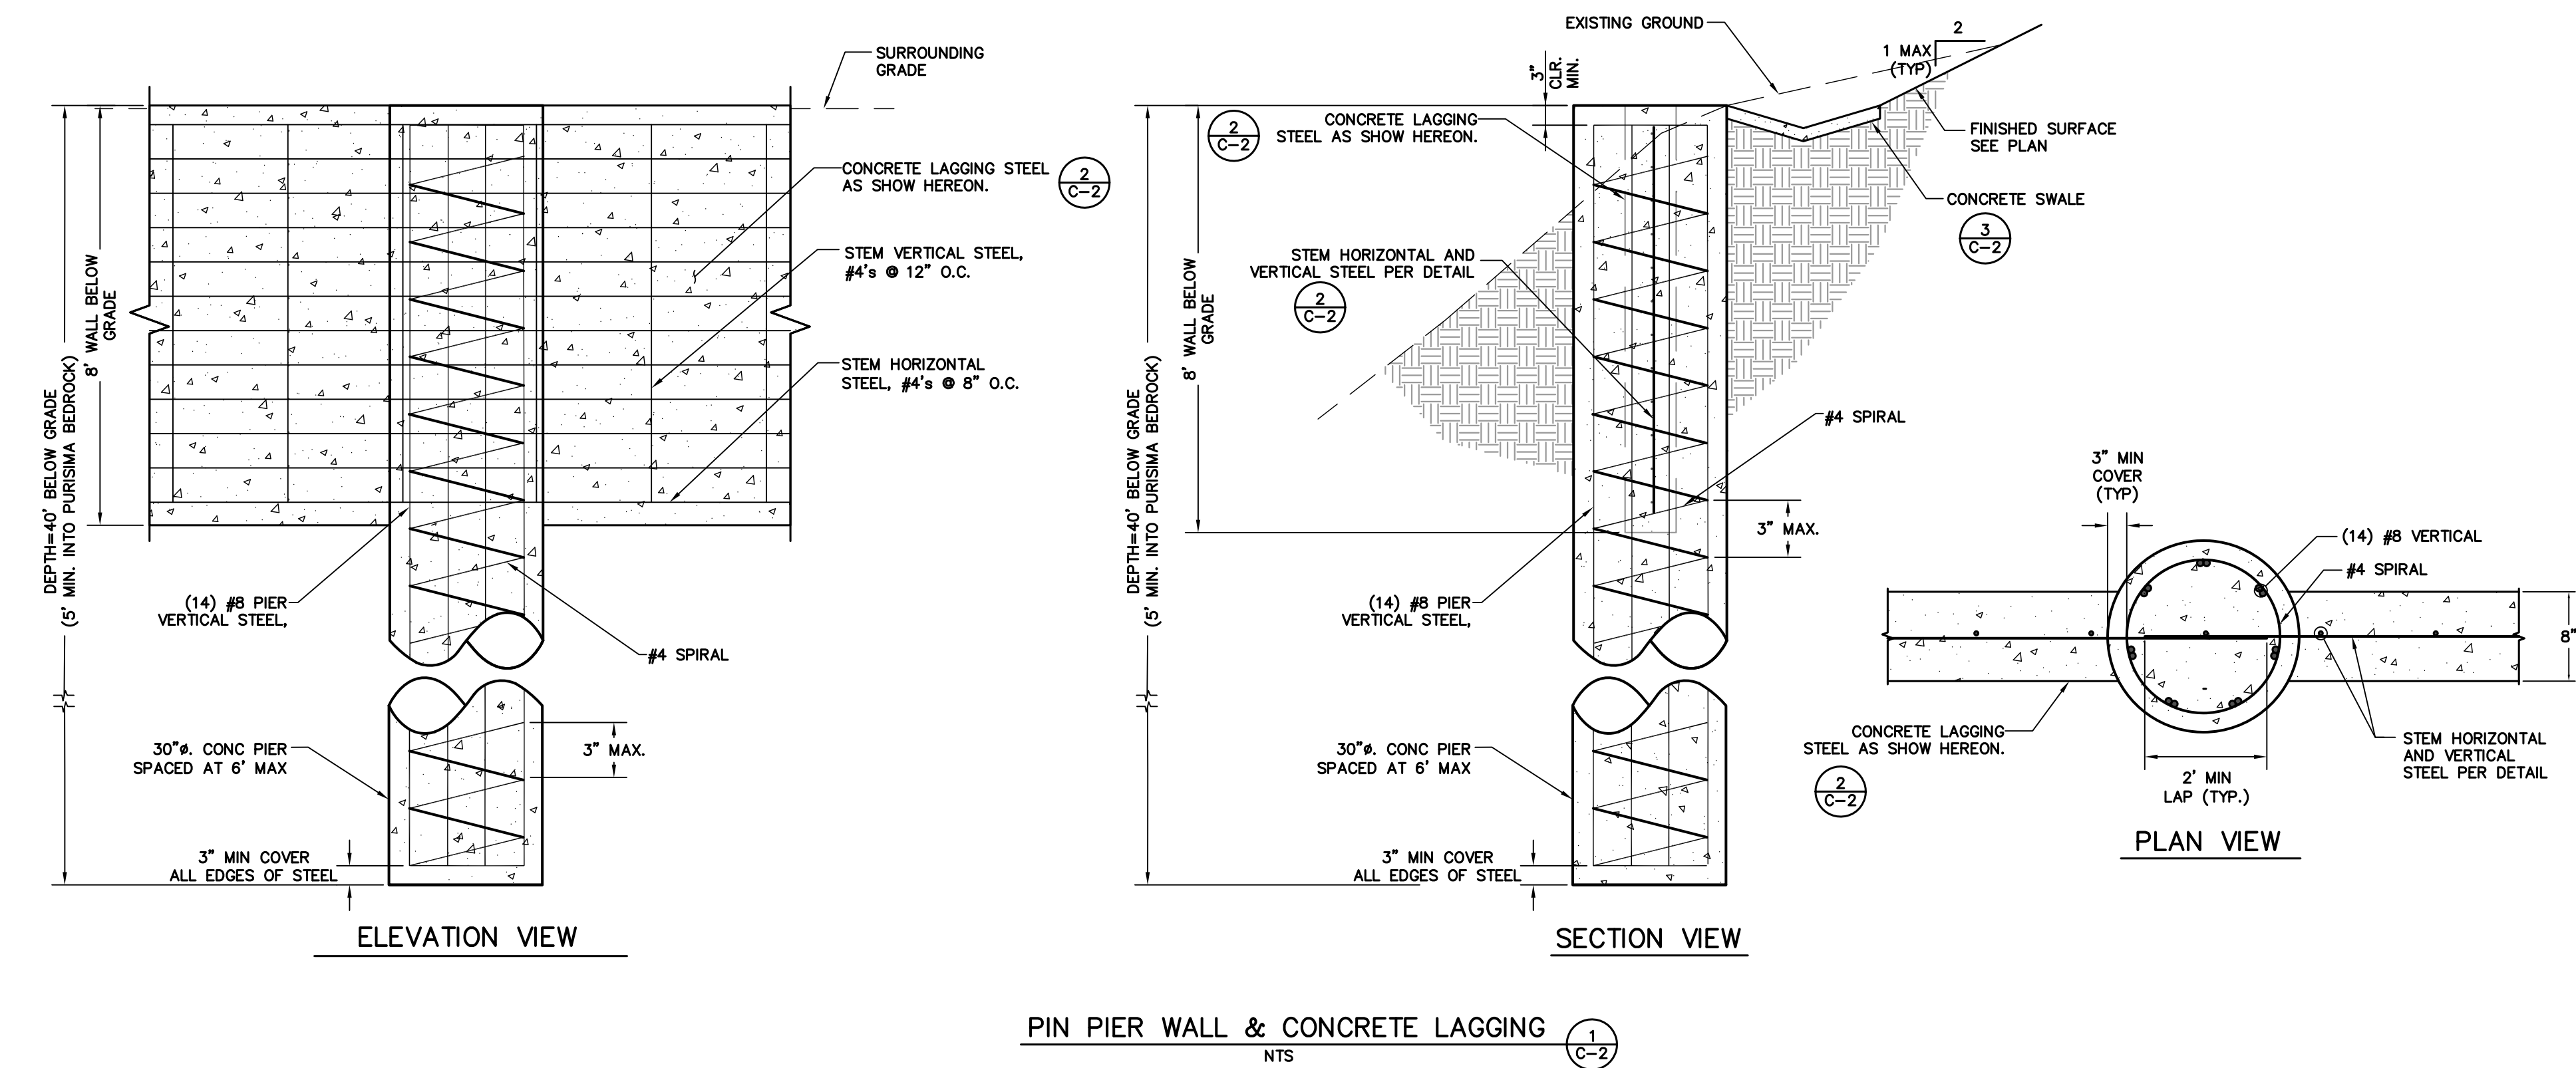 SURROUNDING
GRADE
CONCRETE LAGGING STEEL
AS SHOW HEREON.
2
C-2
STEM VERTICAL STEEL,
#4's @ 12" O.C.
STEM HORIZONTAL
STEEL, #4's @ 8" O.C.
8' WALL BELOW
GRADE
DEPTH=40' BELOW GRADE
(5' MIN. INTO PURISIMA BEDROCK)
(14) #8 PIER
VERTICAL STEEL,
#4 SPIRAL
30"ø. CONC PIER
SPACED AT 6' MAX
3" MAX.
3" MIN COVER
ALL EDGES OF STEEL
ELEVATION VIEW
EXISTING GROUND
2
1 MAX
(TYP)
3"
CLR.
MIN.
2
C-2
CONCRETE LAGGING
STEEL AS SHOW HEREON.
FINISHED SURFACE
SEE PLAN
CONCRETE SWALE
3
C-2
STEM HORIZONTAL AND
VERTICAL STEEL PER DETAIL
2
C-2
8' WALL BELOW
GRADE
DEPTH=40' BELOW GRADE
(5' MIN. INTO PURISIMA BEDROCK)
#4 SPIRAL
3" MAX.
(14) #8 PIER
VERTICAL STEEL,
30"ø. CONC PIER
SPACED AT 6' MAX
3" MIN COVER
ALL EDGES OF STEEL
SECTION VIEW
3" MIN
COVER
(TYP)
(14) #8 VERTICAL
#4 SPIRAL
8"
CONCRETE LAGGING
STEEL AS SHOW HEREON.
2
C-2
2' MIN
LAP (TYP.)
STEM HORIZONTAL
AND VERTICAL
STEEL PER DETAIL
PLAN VIEW
PIN PIER WALL & CONCRETE LAGGING
NTS
1
C-2